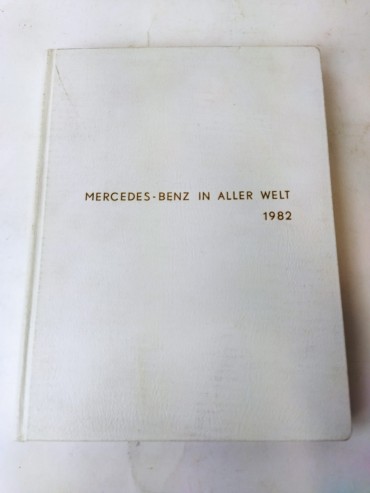 MERCEDES-BENZ IN ALLER WELT
1982